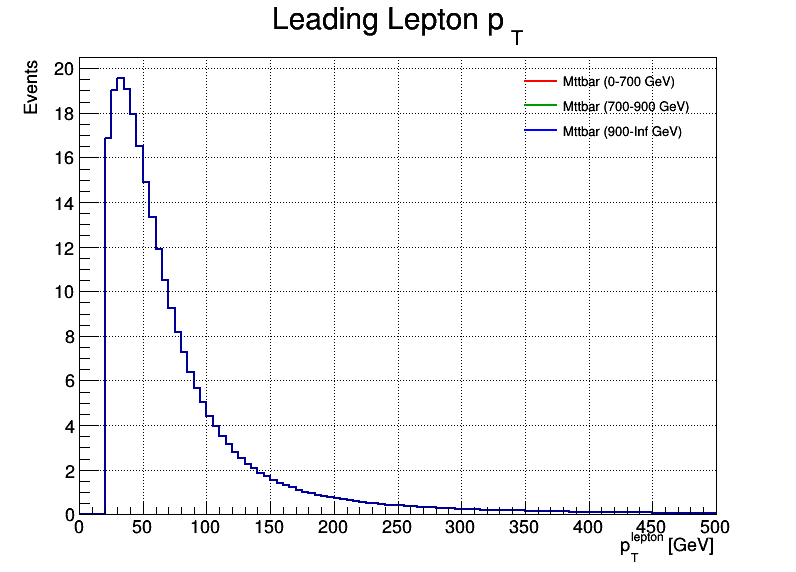 Leading Lepton p T
Events
20
18
16
14
12
10
8
6
4
2
0
Mttbar (0-700 GeV)
Mttbar (700-900 GeV)
Mttbar (900-Inf GeV)
0 50 100 150 200 250 300 350 400 450 500
p T lepton [GeV]